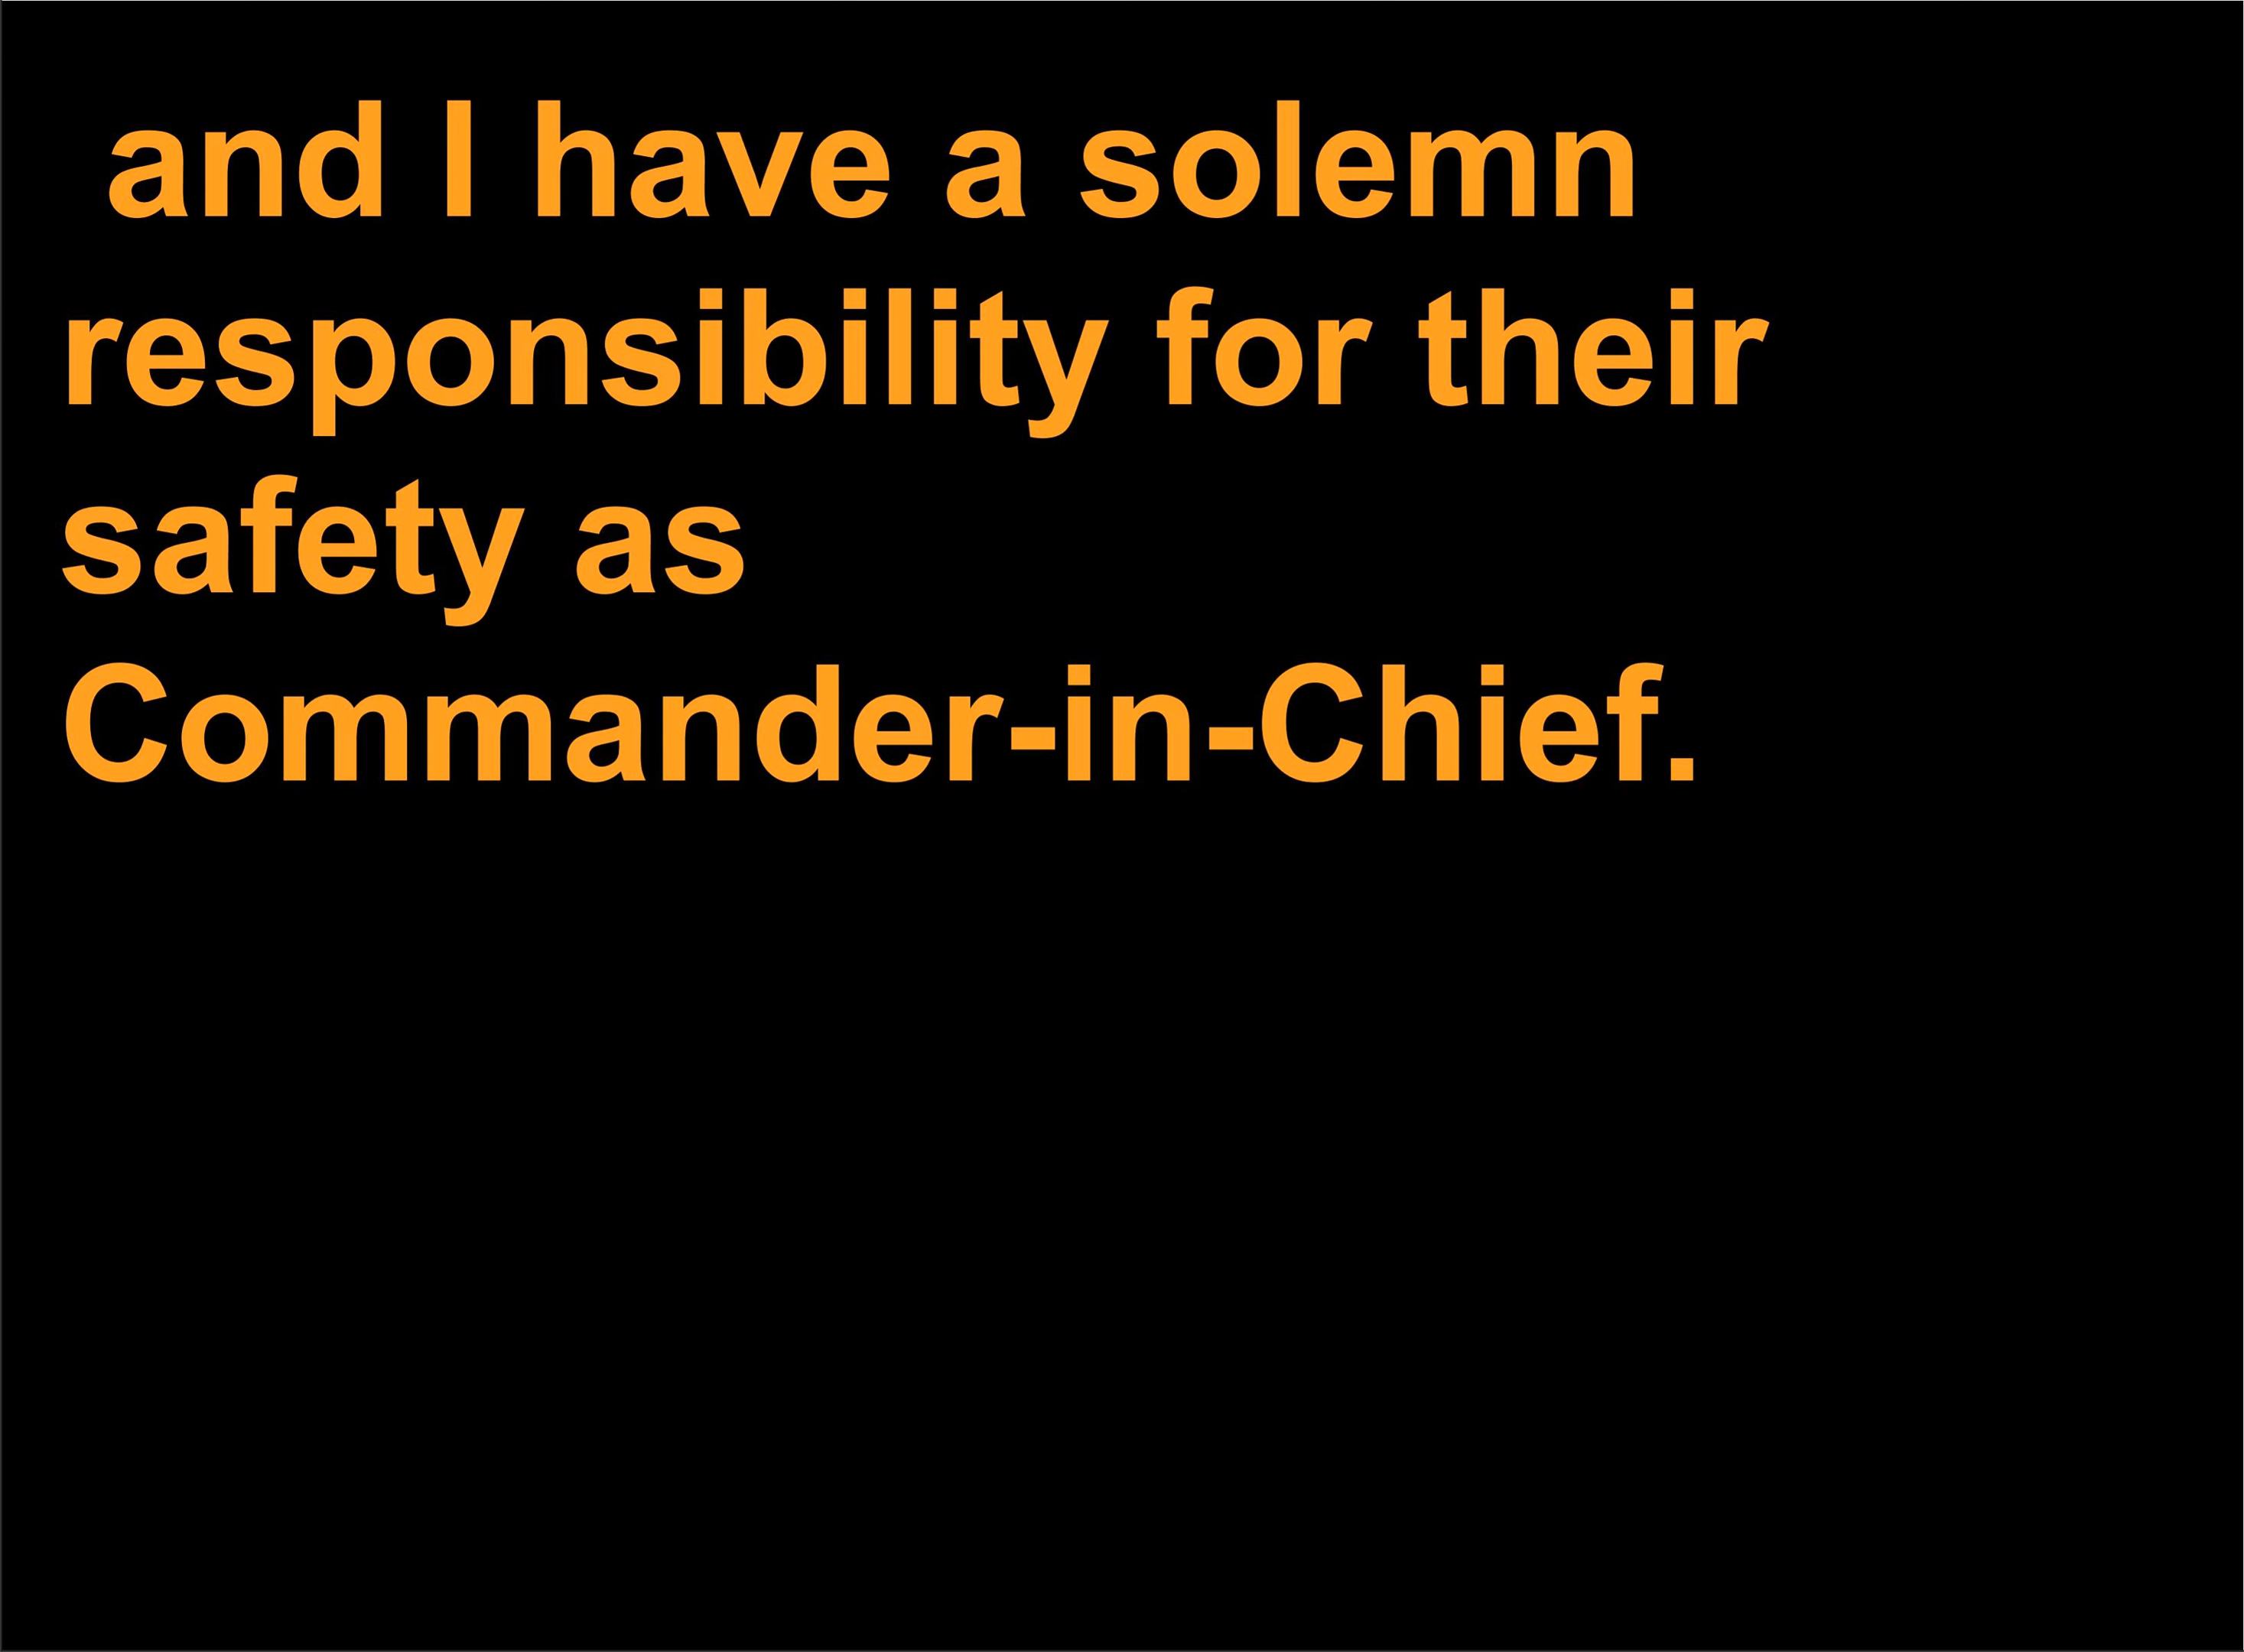 and I have a solemn
responsibility for their
safety as
Commander-in-Chief.